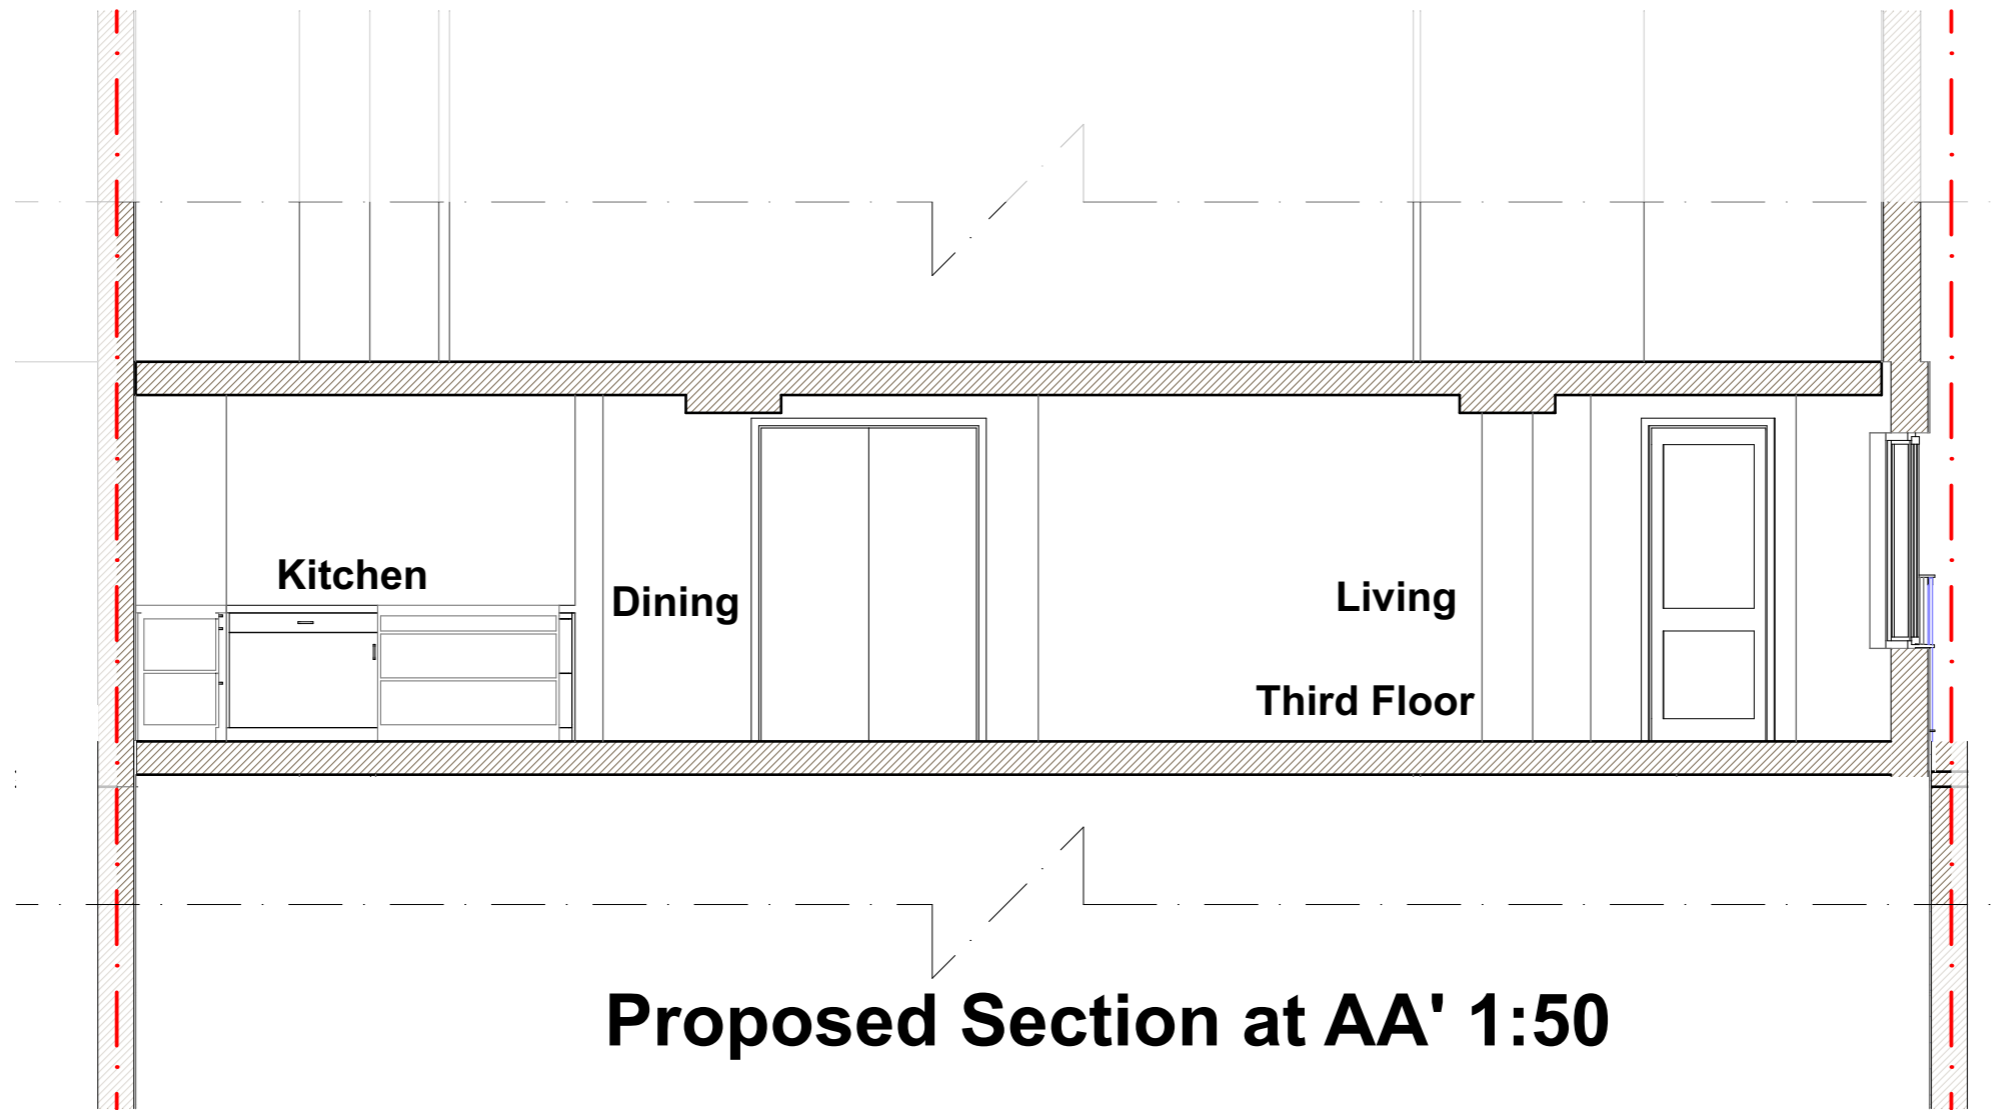 Kitchen
Dining
Living
Third Floor
Proposed Section at AA' 1:50